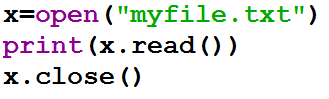 x=open("myfile.txt")
print(x.read())
x.close()